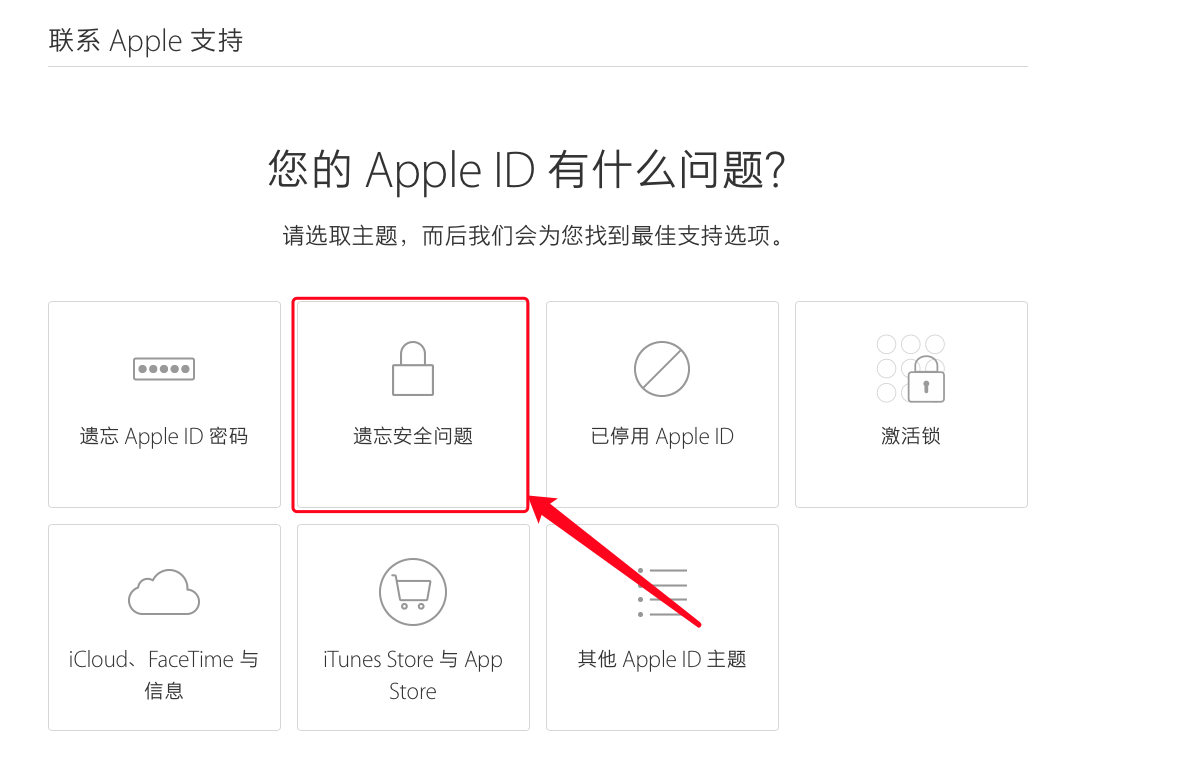 联系 Apple 支持
您的 Apple ID 有什么问题？
请选取主题，而后我们会为您找到最佳支持选项。
遗忘 Apple ID 密码
遗忘安全问题
已停用 Apple ID
激活锁
iCloud、FaceTime 与
信息
iTunes Store 与 App
Store
其他 Apple ID 主题